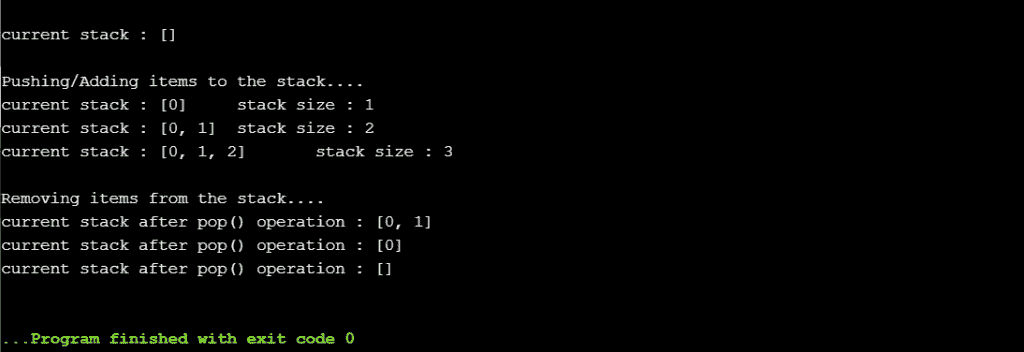 current stack : []
Pushing/Adding items to the stack....
current stack : [0]     stack size : 1
current stack : [0, 1]  stack size : 2
current stack : [0, 1, 2]       stack size : 3
Removing items from the stack....
current stack after pop() operation : [0, 1]
current stack after pop() operation : [0]
current stack after pop() operation : []
...Program finished with exit code 0